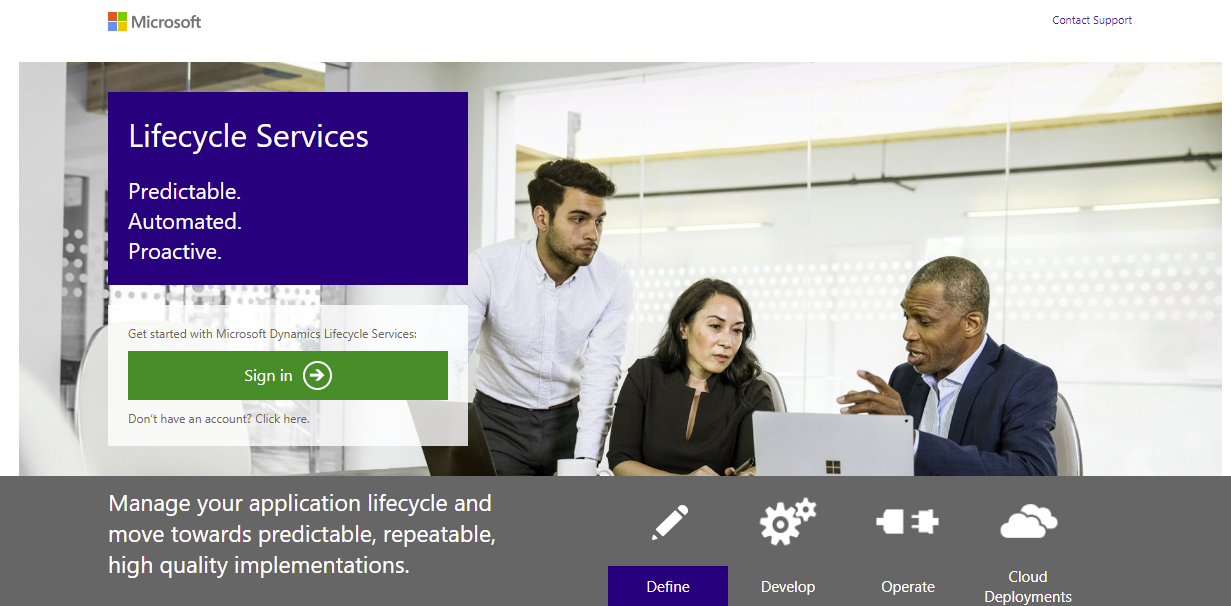 Microsoft
Contact Support
Lifecycle Services
Predictable.
Automated.
Proactive.
Get started with Microsoft Dynamics Lifecycle Services:
Sign in
Don't have an account? Click here.
Manage your application lifecycle and
move towards predictable, repeatable,
high quality implementations.
Define
Develop
Operate
Cloud
Deployments